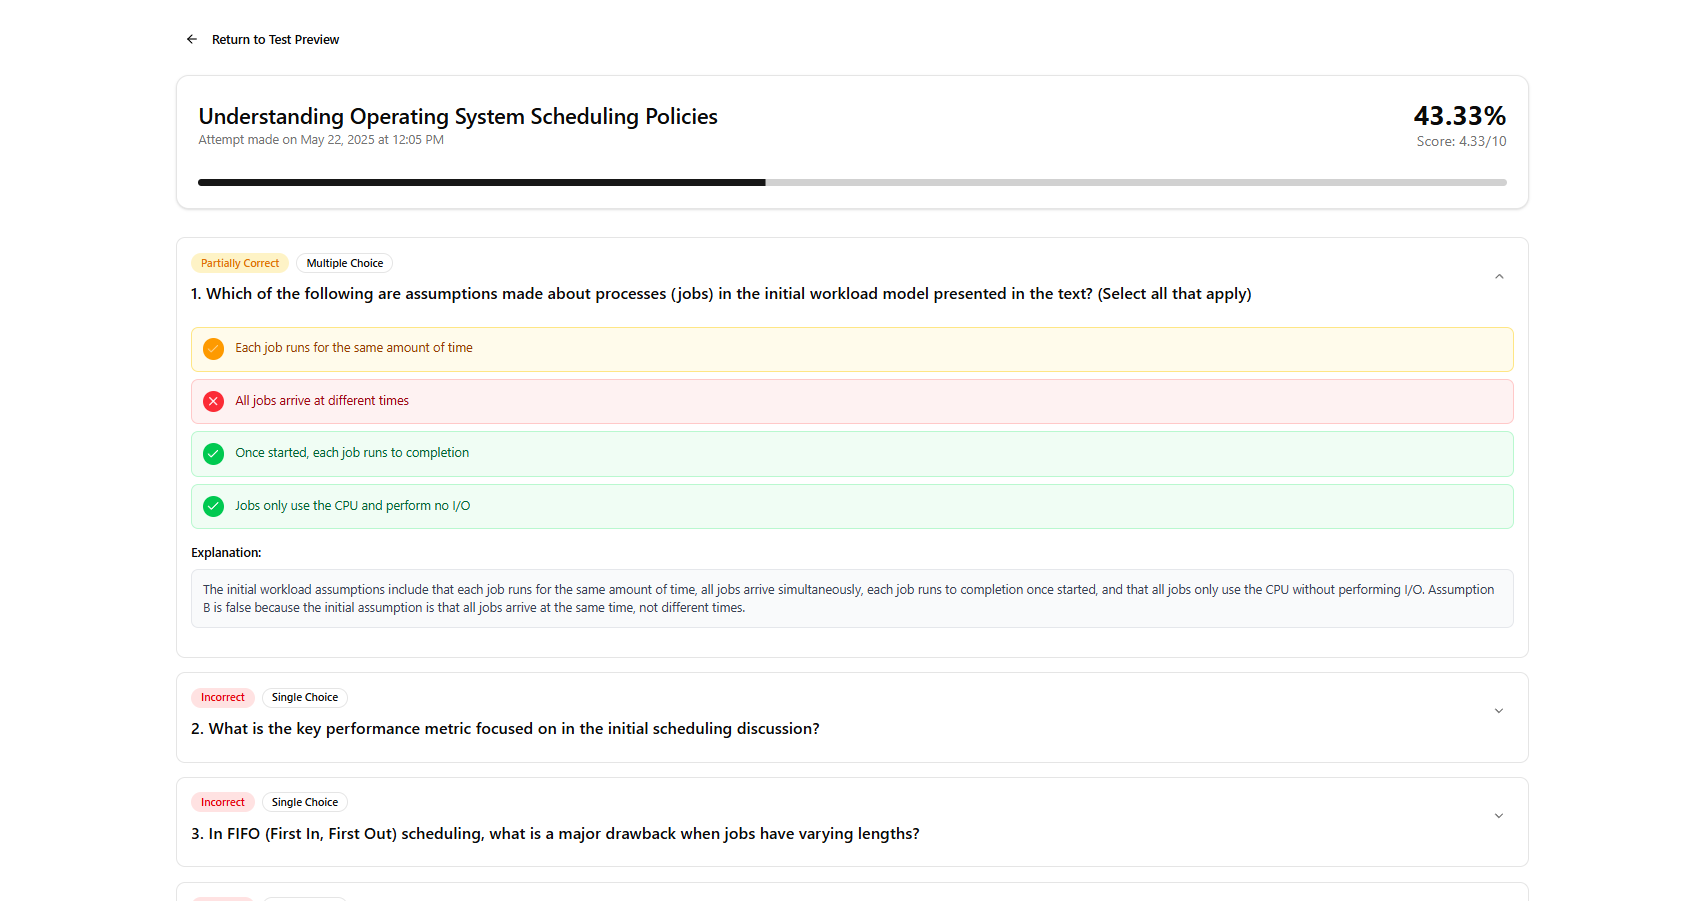 Return to Test Preview
Understanding Operating System Scheduling Policies
43.33%
Attempt made on May 22, 2025 at 12:05 PM
Score: 4.33/10
Partially Correct
Multiple Choice
1. Which of the following are assumptions made about processes (jobs) in the initial workload model presented in the text? (Select all that apply)
Each job runs for the same amount of time
All jobs arrive at different times
Once started, each job runs to completion
Jobs only use the CPU and perform no I/O
Explanation:
The initial workload assumptions include that each job runs for the same amount of time, all jobs arrive simultaneously, each job runs to completion once started, and that all jobs only use the CPU without performing I/O. Assumption
B is false because the initial assumption is that all jobs arrive at the same time, not different times.
Incorrect
Single Choice
2. What is the key performance metric focused on in the initial scheduling discussion?
Incorrect
Single Choice
3. In FIFO (First In, First Out) scheduling, what is a major drawback when jobs have varying lengths?